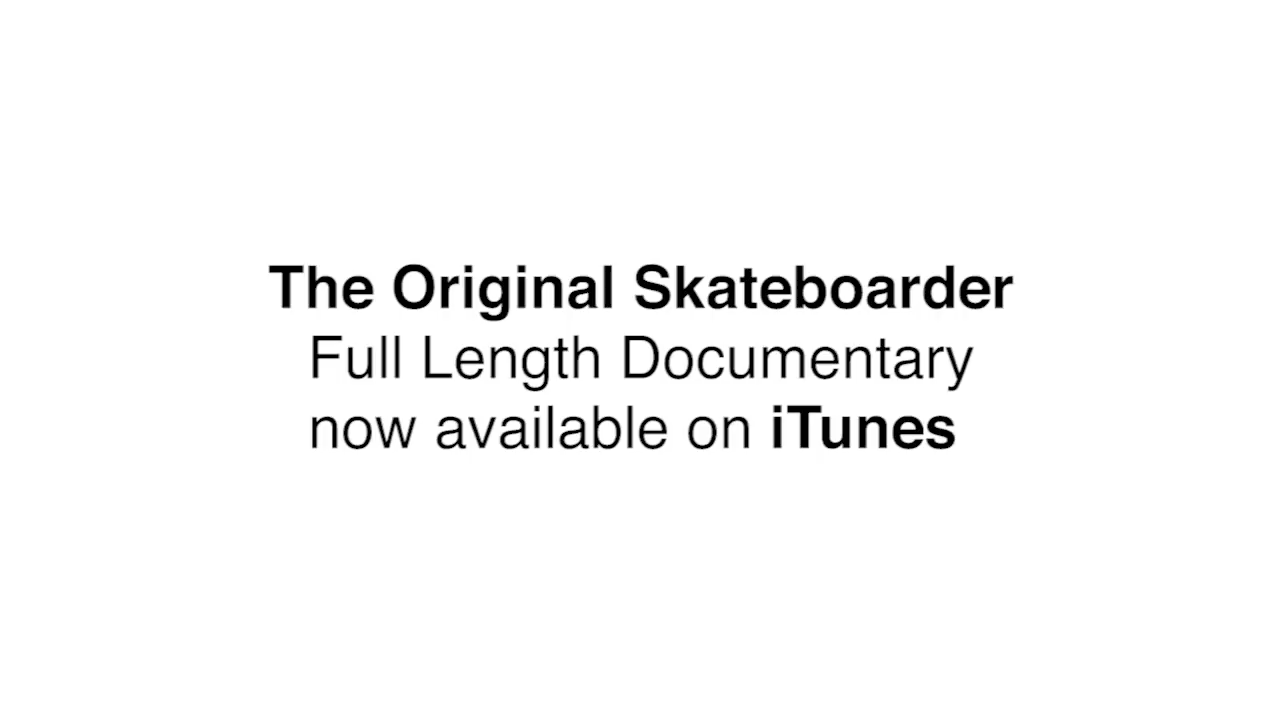 The Original Skateboarder
Full Length Documentary
now available on iTunes